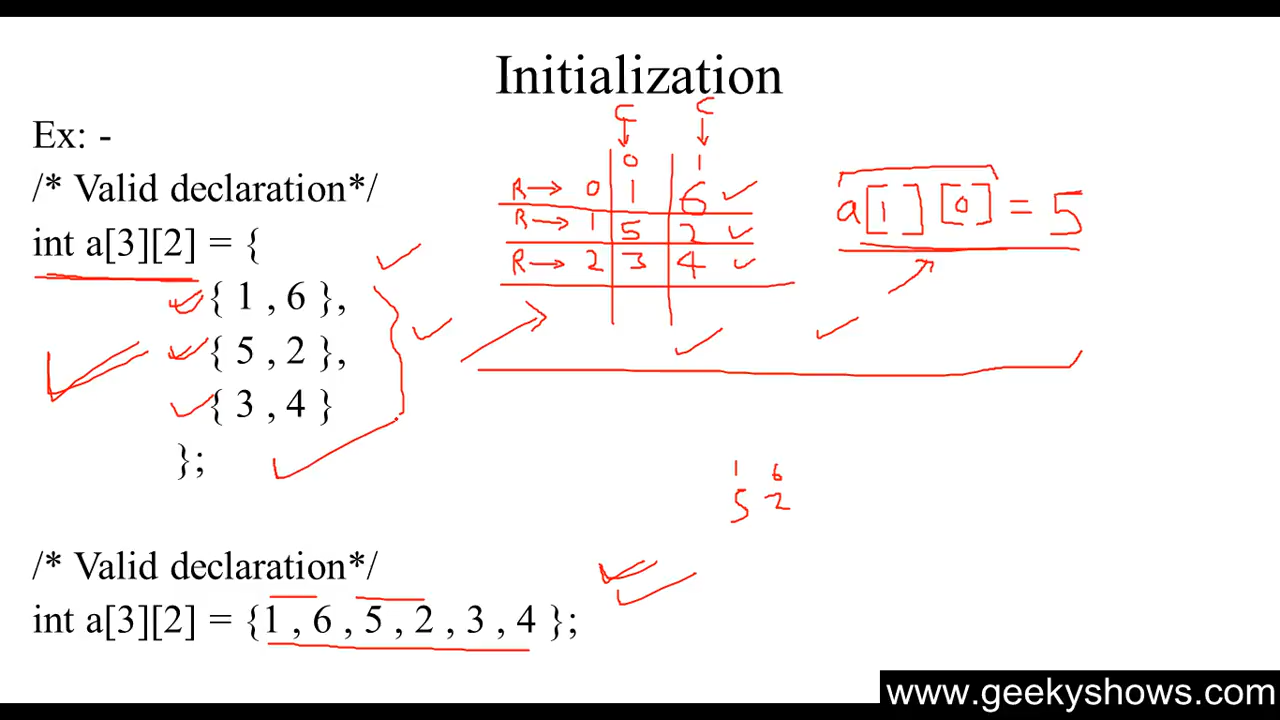 Initialization
Ex: -
/* Valid declaration*/
int a[3][2] = {
{ 1 , 6 },
{ 5 , 2 },
{ 3 , 4 }
};
C C
0 1
R→ 0 1 6
R→ 1 5 2
R→ 2 3 4
a[1][0] = 5
1 6
5 2
/* Valid declaration*/
int a[3][2] = {1 , 6 , 5 , 2 , 3 , 4 };
www.geekyshows.com